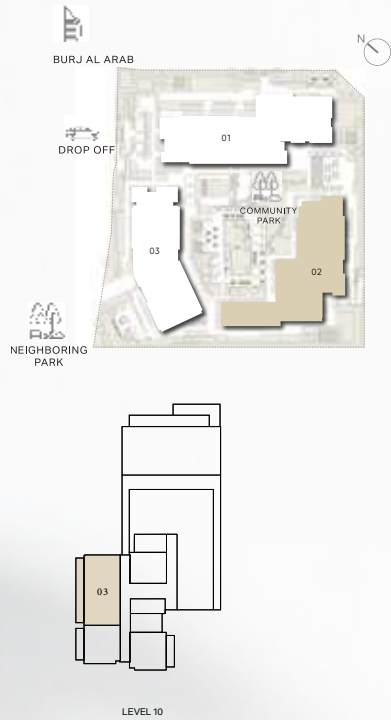 N
BURJ AL ARAB
DROP OFF
01
COMMUNITY
PARK
03
02
NEIGHBORING
PARK
03
LEVEL 10